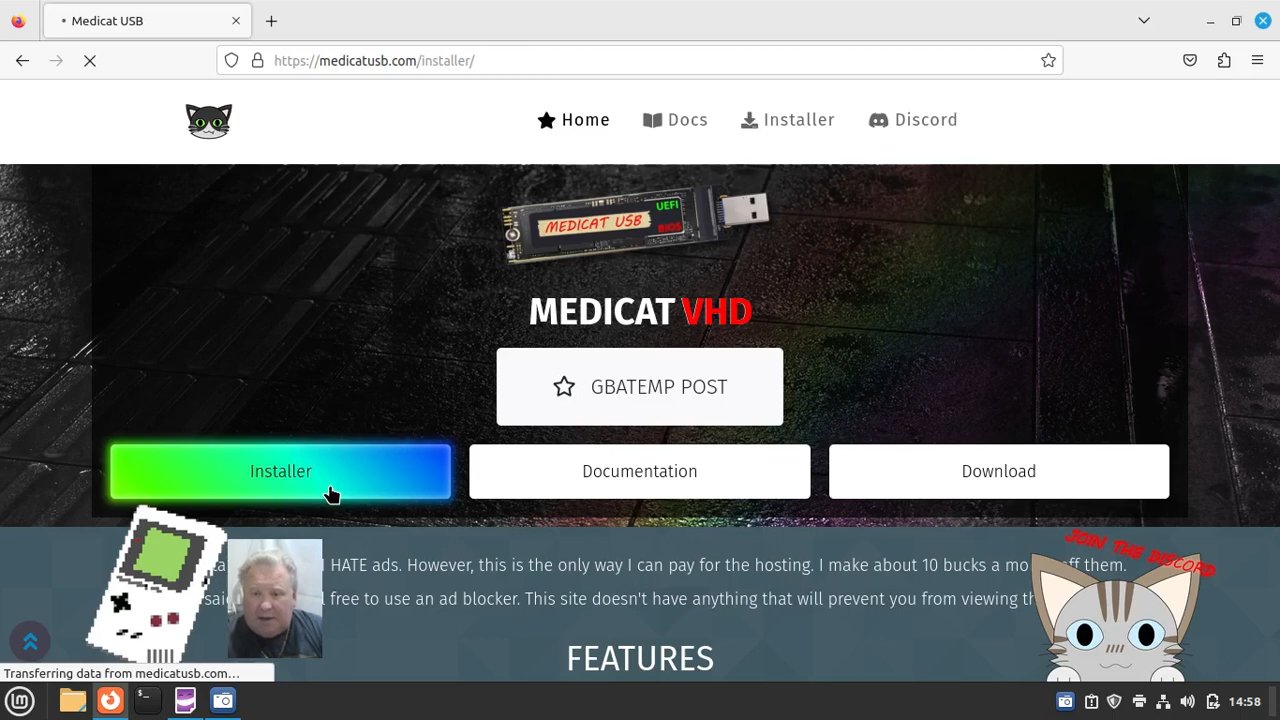 Medicat USB
https://medicatusb.com/installer/
Home
Docs
Installer
Discord
MEDICAT USB
UEFI
BIOS
MEDICAT VHD
GBATEMP POST
Installer
Documentation
Download
JOIN THE DISCORD
I HATE ads. However, this is the only way I can pay for the hosting. I make about 10 bucks a mo off them.
free to use an ad blocker. This site doesn't have anything that will prevent you from viewing
FEATURES
Transferring data from medicatusb.com…
14:58